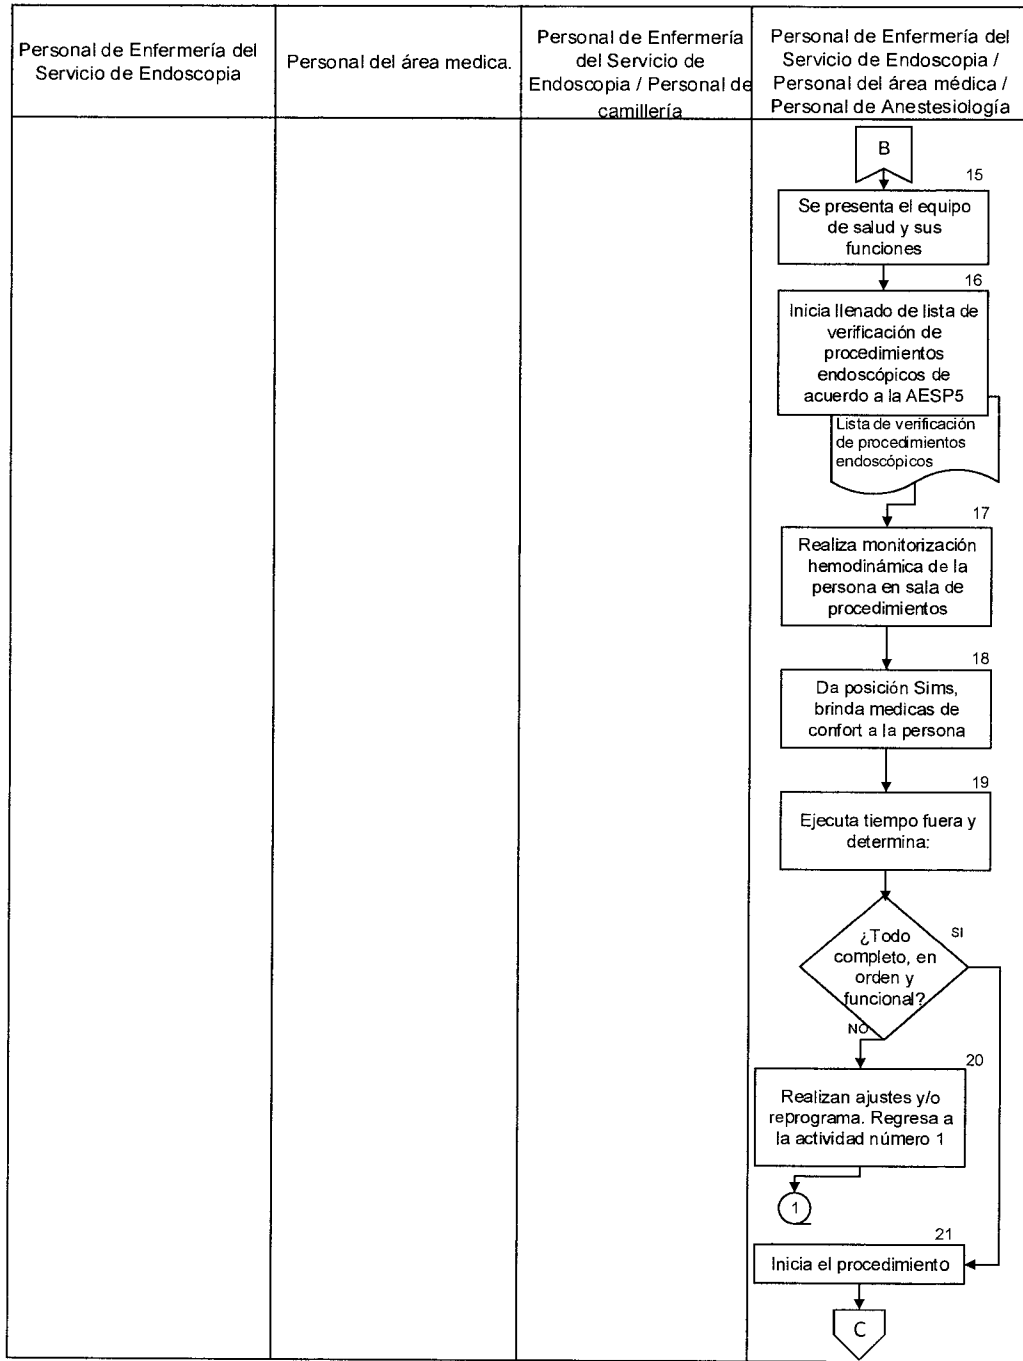 Personal de Enfermería del
Servicio de Endoscopia
Personal del área medica.
Personal de Enfermería
del Servicio de
Endoscopia / Personal de
camillería
Personal de Enfermería del
Servicio de Endoscopia /
Personal del área médica /
Personal de Anestesiología
B
15
Se presenta el equipo
de salud y sus
funciones
16
Inicia llenado de lista de
verificación de
procedimientos
endoscópicos de
acuerdo a la AESP5
Lista de verificación
de procedimientos
endoscópicos
17
Realiza monitorización
hemodinámica de la
persona en sala de
procedimientos
18
Da posición Sims,
brinda medicas de
confort a la persona
19
Ejecuta tiempo fuera y
determina:
¿Todo
completo, en
orden y
funcional?
SI
NO
20
Realizan ajustes y/o
reprograma. Regresa a
la actividad número 1
1
21
Inicia el procedimiento
C